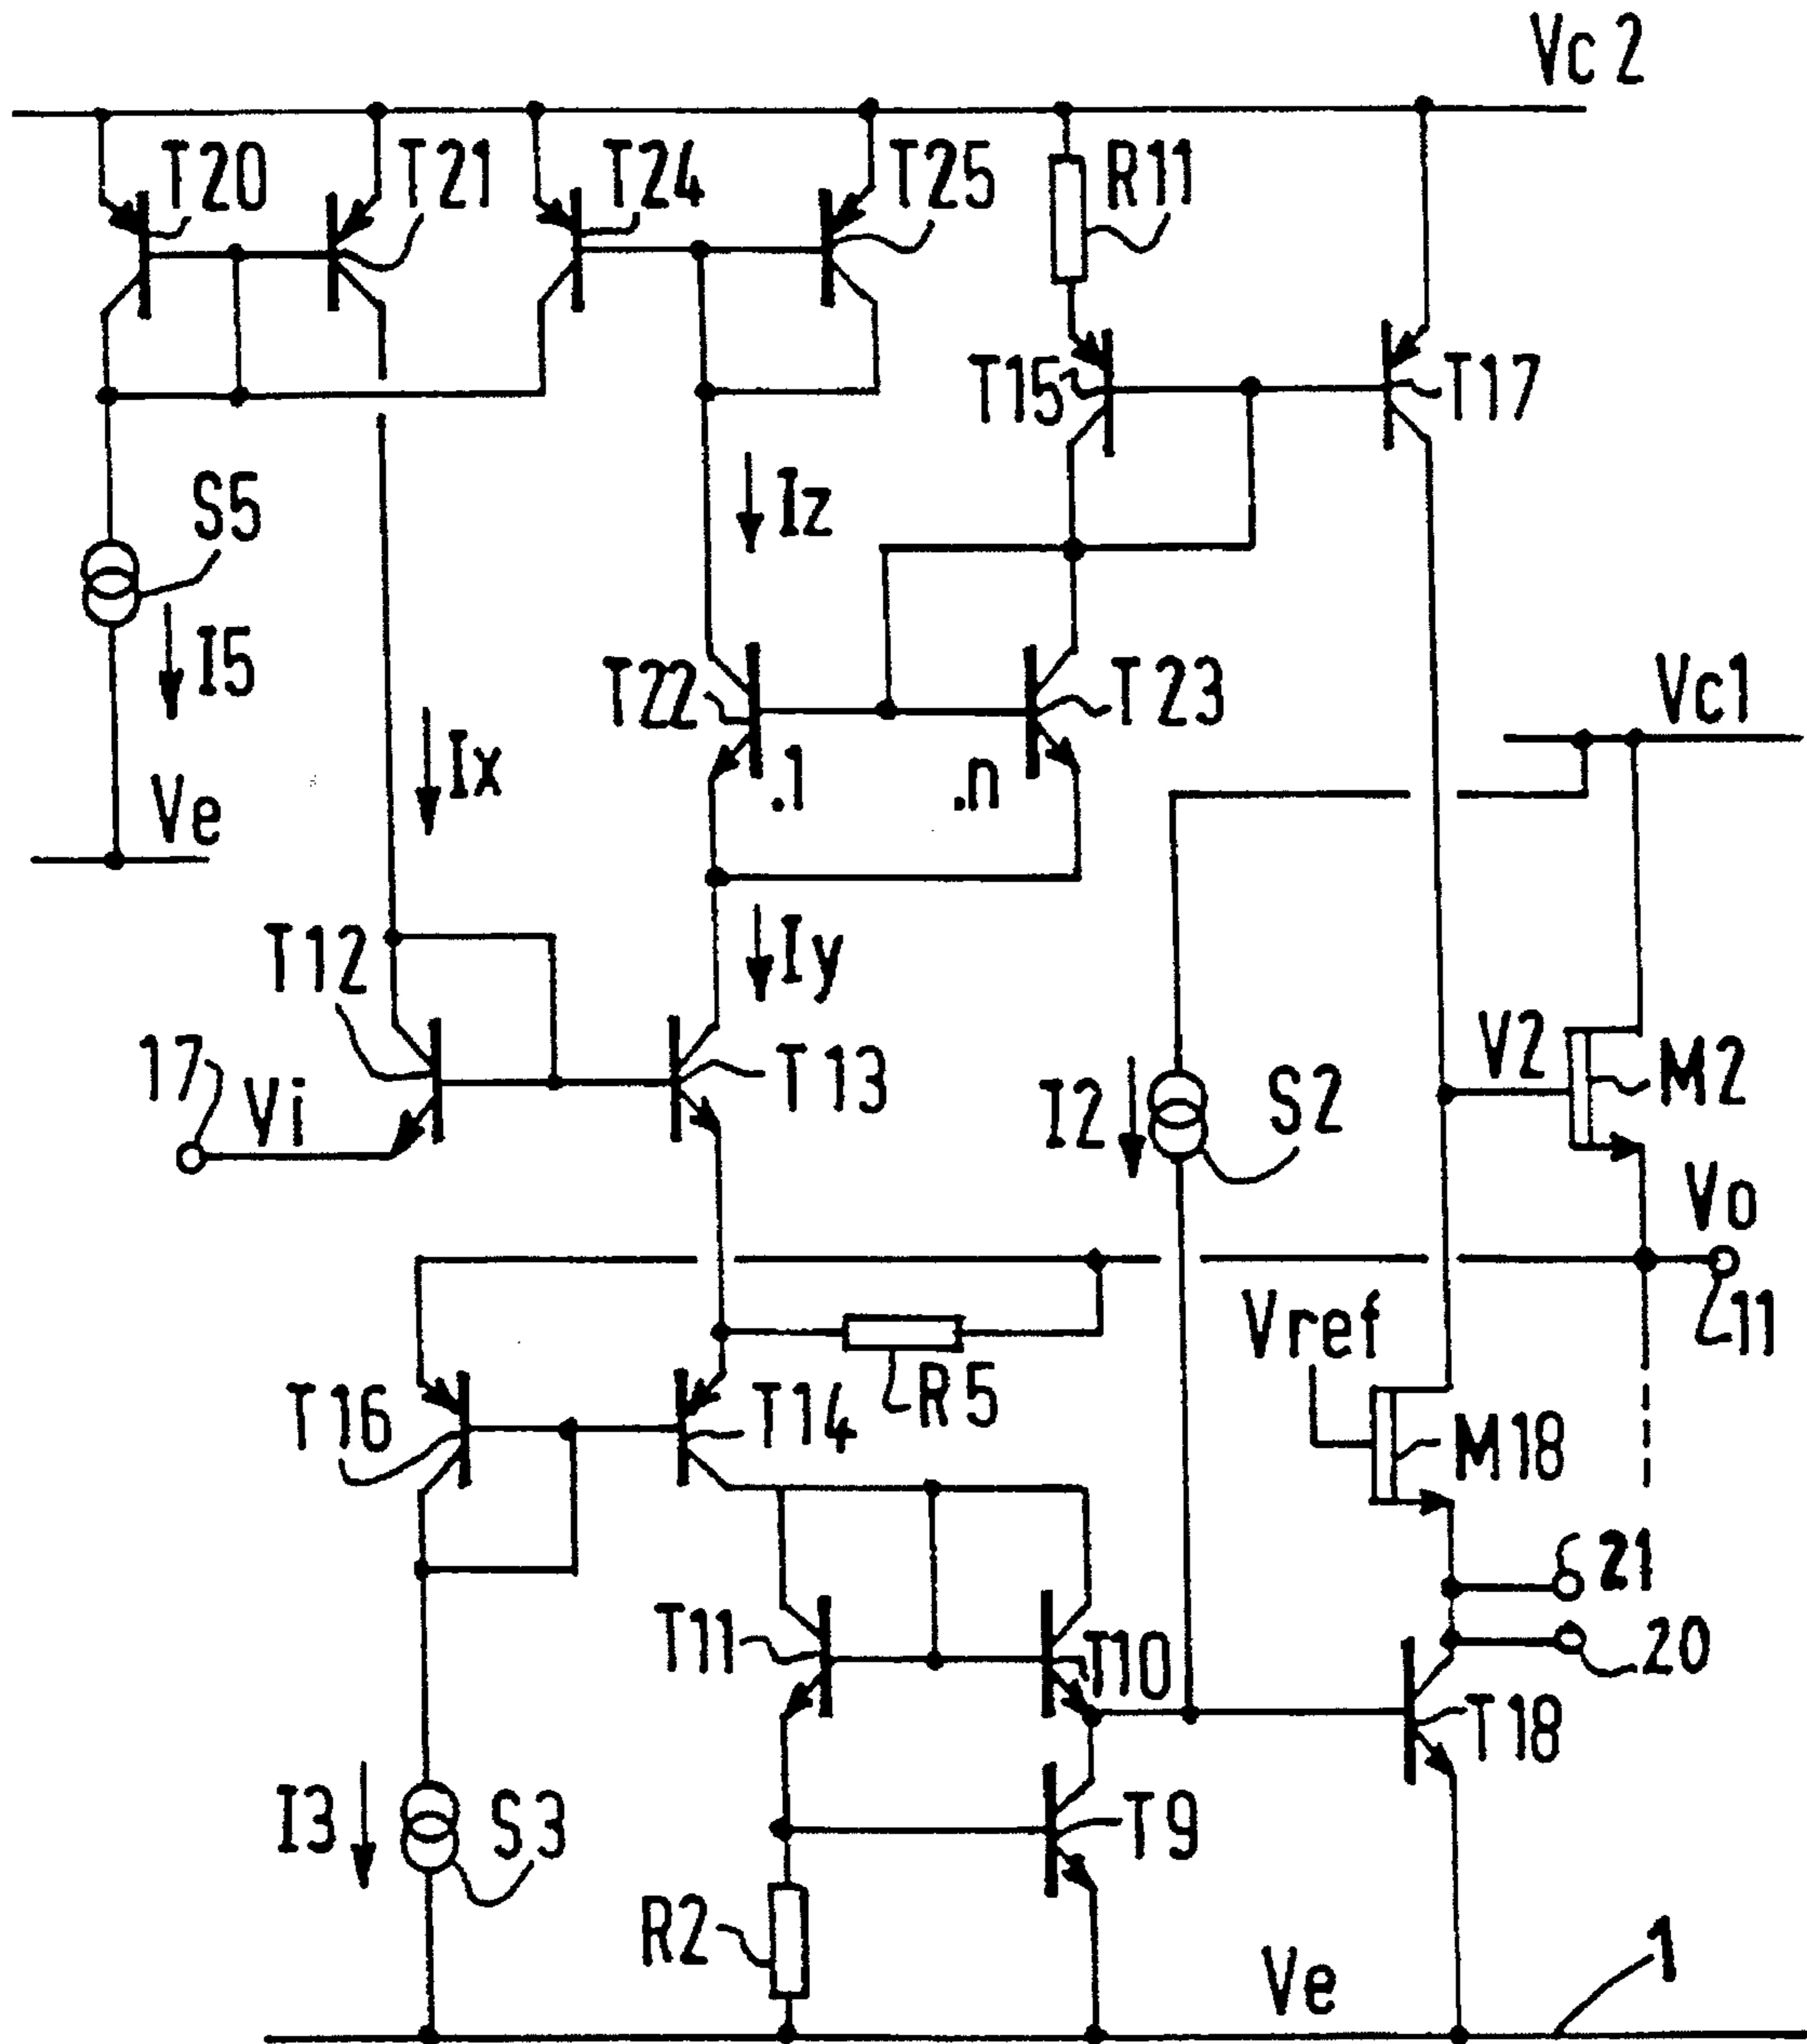 Vc 2
T20
T21
T24
T25
R11
T15
T17
S5
Iz
I5
T22
T23
Vc1
Ix
.1
.n
Ve
T12
Iy
17
Vi
T13
I2
S2
V2
M2
Vo
Vref
11
T16
T14
R5
M18
21
T11
T10
20
T18
I3
S3
T9
R2
Ve
1